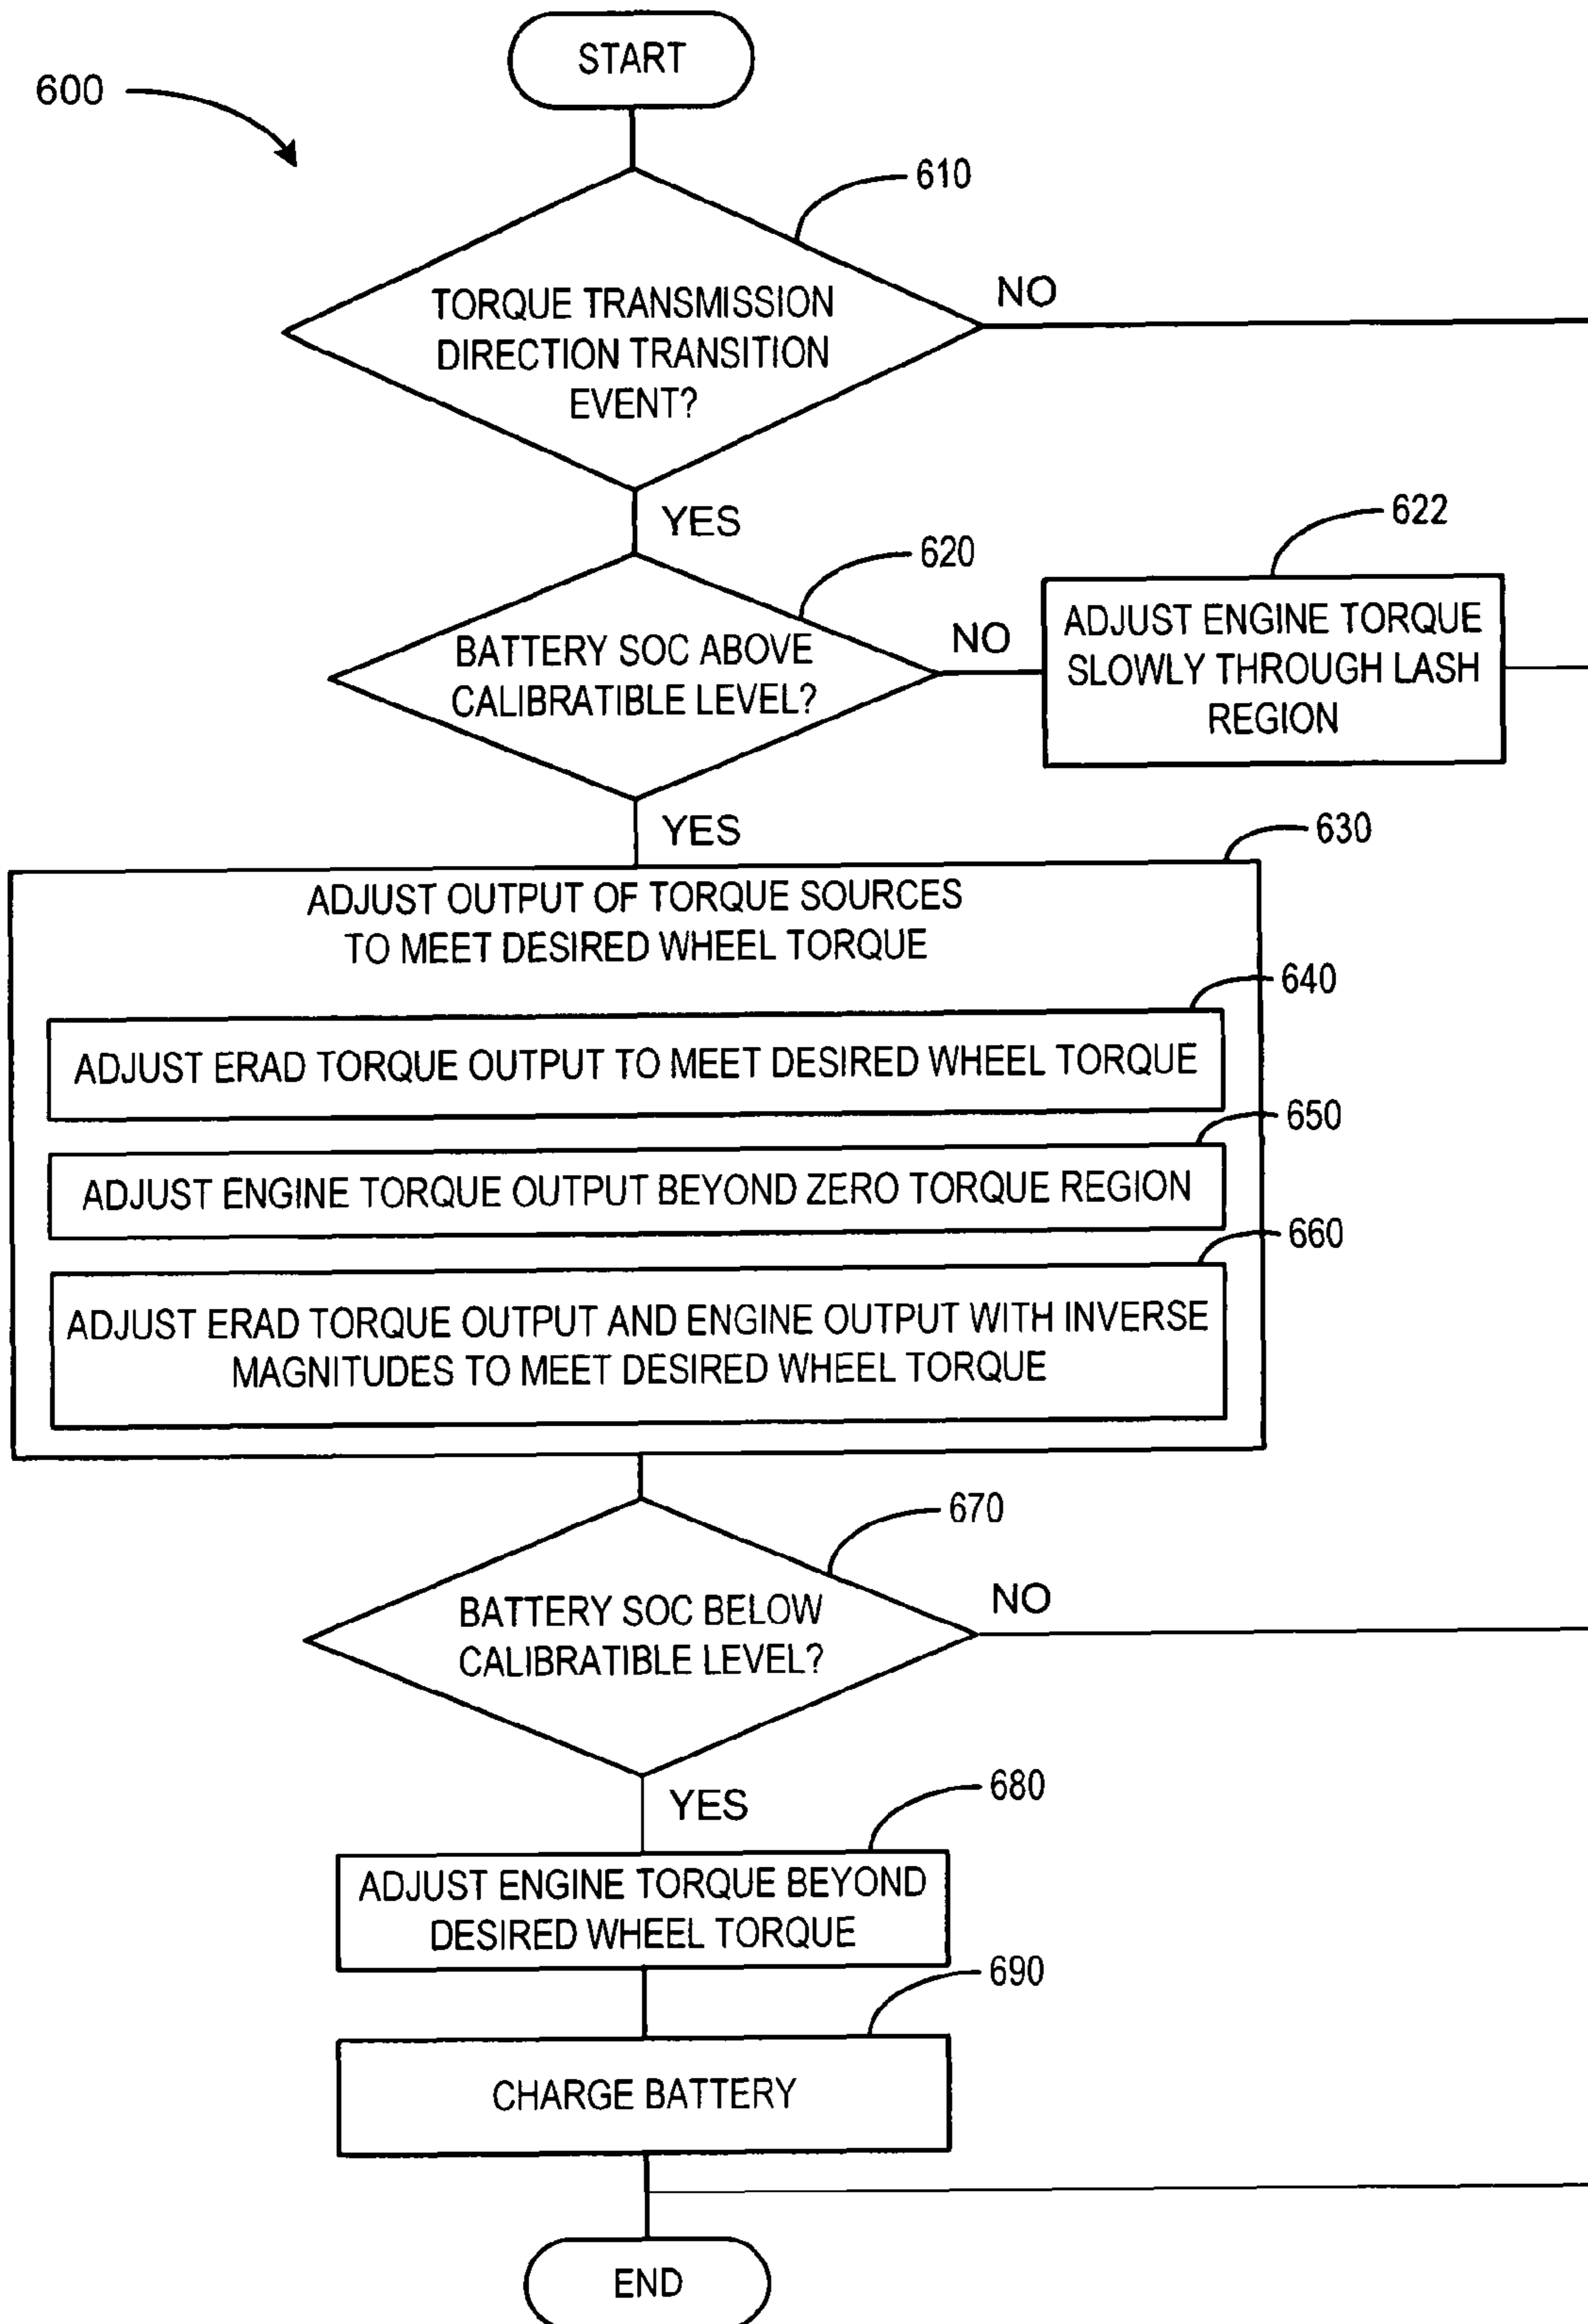 START
600
610
TORQUE TRANSMISSION
DIRECTION TRANSITION
EVENT?
NO
YES
620
622
BATTERY SOC ABOVE
CALIBRATIBLE LEVEL?
NO
ADJUST ENGINE TORQUE
SLOWLY THROUGH LASH
REGION
YES
630
ADJUST OUTPUT OF TORQUE SOURCES
TO MEET DESIRED WHEEL TORQUE
640
ADJUST ERAD TORQUE OUTPUT TO MEET DESIRED WHEEL TORQUE
650
ADJUST ENGINE TORQUE OUTPUT BEYOND ZERO TORQUE REGION
660
ADJUST ERAD TORQUE OUTPUT AND ENGINE OUTPUT WITH INVERSE
MAGNITUDES TO MEET DESIRED WHEEL TORQUE
670
BATTERY SOC BELOW
CALIBRATIBLE LEVEL?
NO
YES
680
ADJUST ENGINE TORQUE BEYOND
DESIRED WHEEL TORQUE
690
CHARGE BATTERY
END